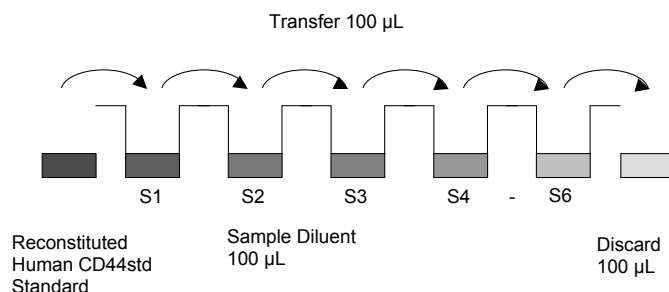 Transfer 100 µL
S1 S2 S3 S4 - S6
Reconstituted
Human CD44std
Standard
Sample Diluent
100 µL
Discard
100 µL